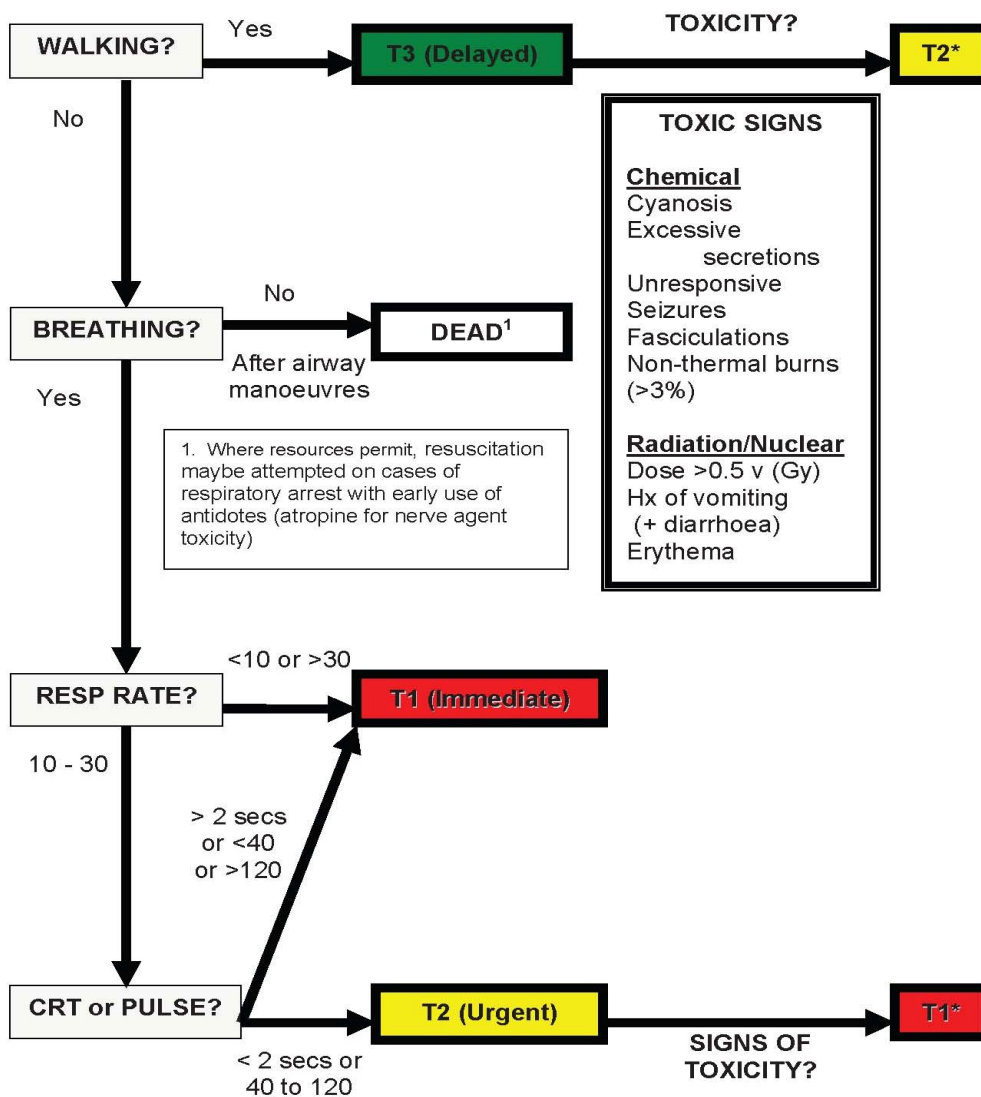 WALKING?
Yes
T3 (Delayed)
TOXICITY?
T2*
No
TOXIC SIGNS
Chemical
Cyanosis
Excessive
secretions
Unresponsive
Seizures
Fasciculations
Non-thermal burns
(>3%)
Radiation/Nuclear
Dose >0.5 v (Gy)
Hx of vomiting
(+ diarrhoea)
Erythema
BREATHING?
No
After airway
manoeuvres
DEAD1
Yes
1. Where resources permit, resuscitation
maybe attempted on cases of
respiratory arrest with early use of
antidotes (atropine for nerve agent
toxicity)
RESP RATE?
<10 or >30
T1 (Immediate)
10 - 30
> 2 secs
or <40
or >120
CRT or PULSE?
< 2 secs or
40 to 120
T2 (Urgent)
SIGNS OF
TOXICITY?
T1*